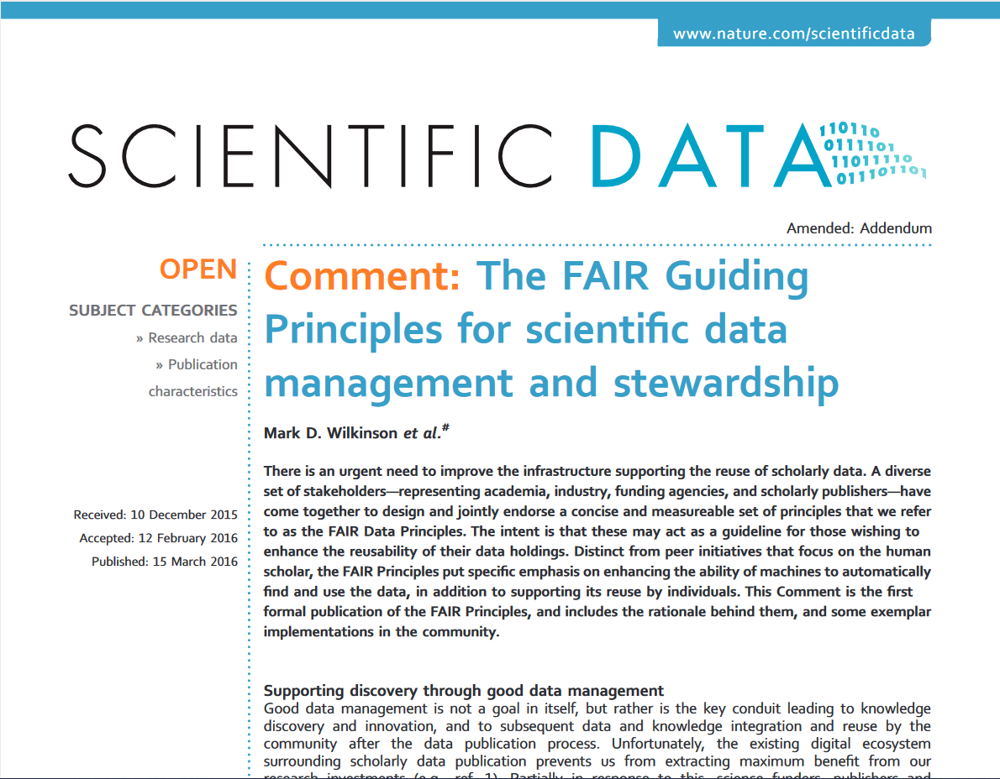 www.nature.com/scientificdata
SCIENTIFIC DATA
110110
0111101
11011110
011101101
Amended: Addendum
OPEN
SUBJECT CATEGORIES
» Research data
» Publication
characteristics
Received: 10 December 2015
Accepted: 12 February 2016
Published: 15 March 2016
Comment: The FAIR Guiding
Principles for scientific data
management and stewardship
Mark D. Wilkinson et al.#
There is an urgent need to improve the infrastructure supporting the reuse of scholarly data. A diverse
set of stakeholders—representing academia, industry, funding agencies, and scholarly publishers—have
come together to design and jointly endorse a concise and measureable set of principles that we refer
to as the FAIR Data Principles. The intent is that these may act as a guideline for those wishing to
enhance the reusability of their data holdings. Distinct from peer initiatives that focus on the human
scholar, the FAIR Principles put specific emphasis on enhancing the ability of machines to automatically
find and use the data, in addition to supporting its reuse by individuals. This Comment is the first
formal publication of the FAIR Principles, and includes the rationale behind them, and some exemplar
implementations in the community.
Supporting discovery through good data management
Good data management is not a goal in itself, but rather is the key conduit leading to knowledge
discovery and innovation, and to subsequent data and knowledge integration and reuse by the
community after the data publication process. Unfortunately, the existing digital ecosystem
surrounding scholarly data publication prevents us from extracting maximum benefit from our
research investments (e.g., ref. 1). Partially in response to this, science funders, publishers and